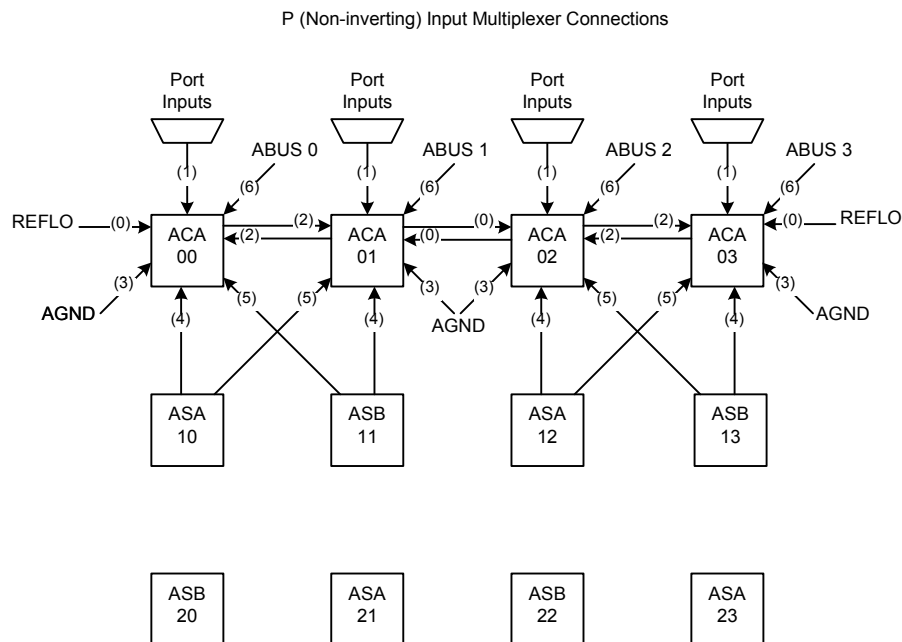 P (Non-inverting) Input Multiplexer Connections
Port Inputs
Port Inputs
Port Inputs
Port Inputs
ABUS 0
ABUS 1
ABUS 2
ABUS 3
(1)
(1)
(1)
(1)
(6)
(6)
(6)
(6)
REFLO
(0)
ACA 00
(2)
(2)
ACA 01
(0)
(0)
ACA 02
(2)
(2)
ACA 03
(0)
REFLO
(3)
AGND
(5)
(5)
(3)
AGND
(3)
(5)
(5)
(3)
AGND
(4)
(4)
(4)
(4)
ASA 10
ASB 11
ASA 12
ASB 13
ASB 20
ASA 21
ASB 22
ASA 23